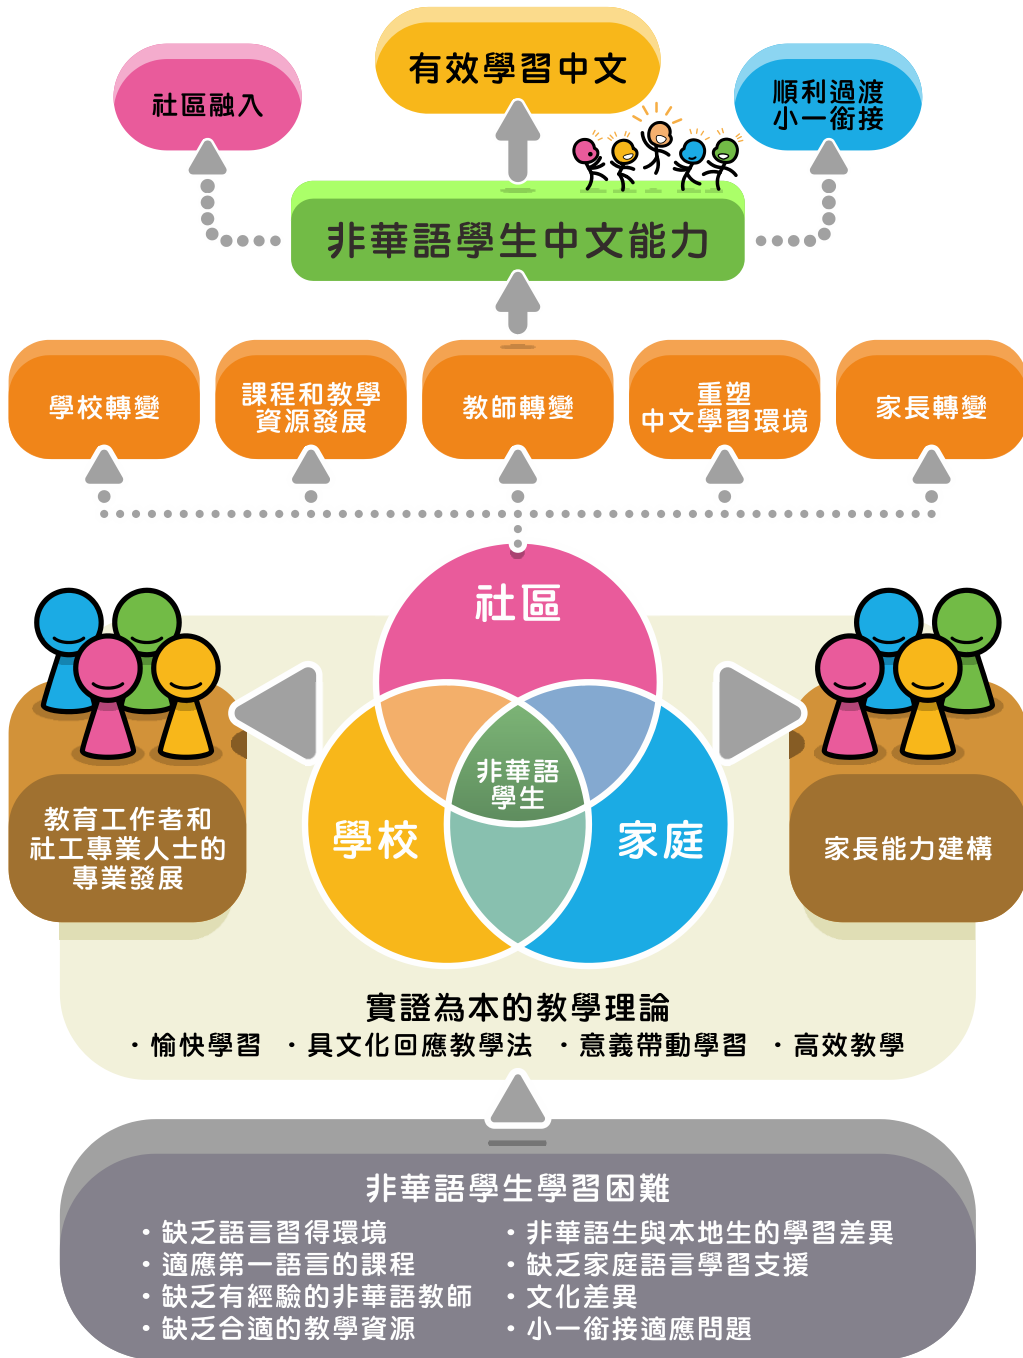 有效學習中文
社區融入
順利過渡
小一銜接
非華語學生中文能力
學校轉變
課程和教學
資源發展
教師轉變
重塑
中文學習環境
家長轉變
社區
非華語
學生
學校
家庭
教育工作者和
社工專業人士的
專業發展
家長能力建構
實證為本的教學理論
·愉快學習 ·具文化回應教學法 ·意義帶動學習 ·高效教學
非華語學生學習困難
·缺乏語言習得環境
·適應第一語言的課程
·缺乏有經驗的非華語教師
·缺乏合適的教學資源
·非華語生與本地生的學習差異
·缺乏家庭語言學習支援
·文化差異
·小一銜接適應問題